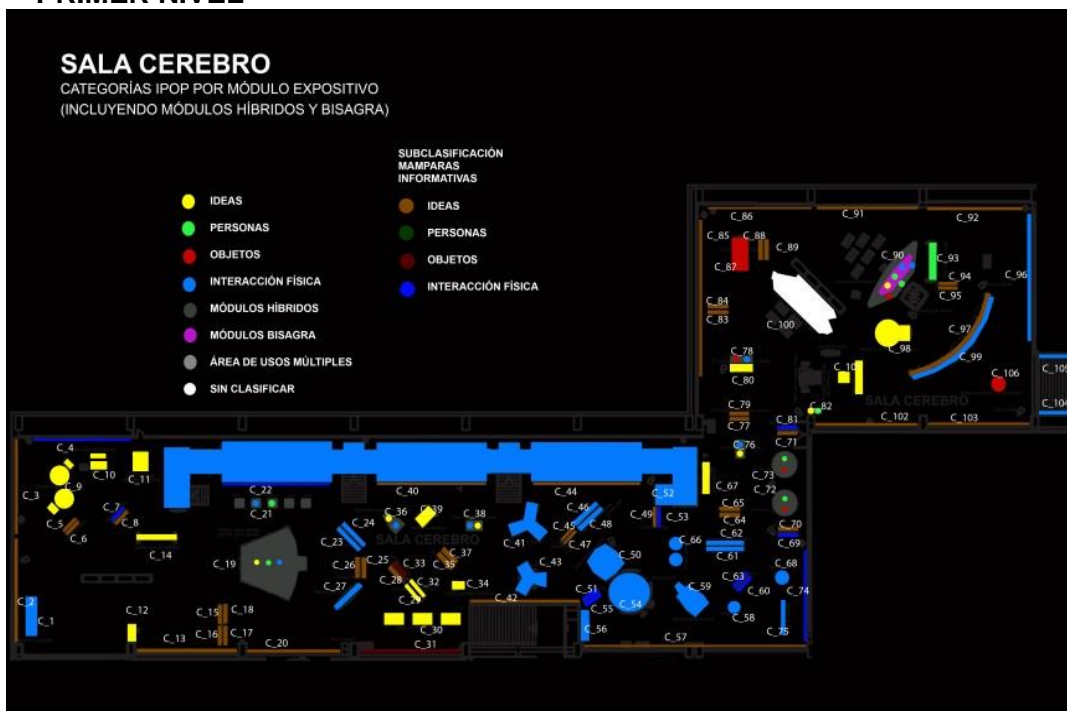 PRIMER NIVEL
SALA CEREBRO
CATEGORÍAS IPOP POR MÓDULO EXPOSITIVO
(INCLUYENDO MÓDULOS HÍBRIDOS Y BISAGRA)
IDEAS
PERSONAS
OBJETOS
INTERACCIÓN FÍSICA
MÓDULOS HÍBRIDOS
MÓDULOS BISAGRA
ÁREA DE USOS MÚLTIPLES
SIN CLASIFICAR
SUBCLASIFICACIÓN
MAMPARAS
INFORMATIVAS
IDEAS
PERSONAS
OBJETOS
INTERACCIÓN FÍSICA
C_86 C_91 C_92
C_85 C_88 C_89 C_90 C_93
C_87 C_94 C_96
C_95
C_84
C_83
C_100 C_97
C_98 C_99
C_78 C_106 C_105
C_80 C_10
SALA CEREBRO
C_79 C_82 C_104
C_77 C_81 C_102 C_103
C_76 C_71
C_4 C_10 C_11
C_3 C_9 C_22 C_40 C_44 C_52 C_67 C_73
C_7 C_21 C_36 C_39 C_38 C_46 C_49 C_53 C_65 C_72
C_5 C_8 C_24 SALA CEREBRO C_45 C_48 C_64 C_70
C_6 C_14 C_23 C_41 C_47 C_66 C_62 C_69
C_19 C_26 C_25 C_33 C_35 C_37 C_43 C_50 C_61
C_28 C_32 C_34 C_63 C_68
C_2 C_27 C_29 C_51 C_54 C_59 C_60 C_74
C_1 C_12 C_15 C_18 C_42 C_55 C_58
C_16 C_17 C_30 C_56 C_75
C_13 C_20 C_31 C_57